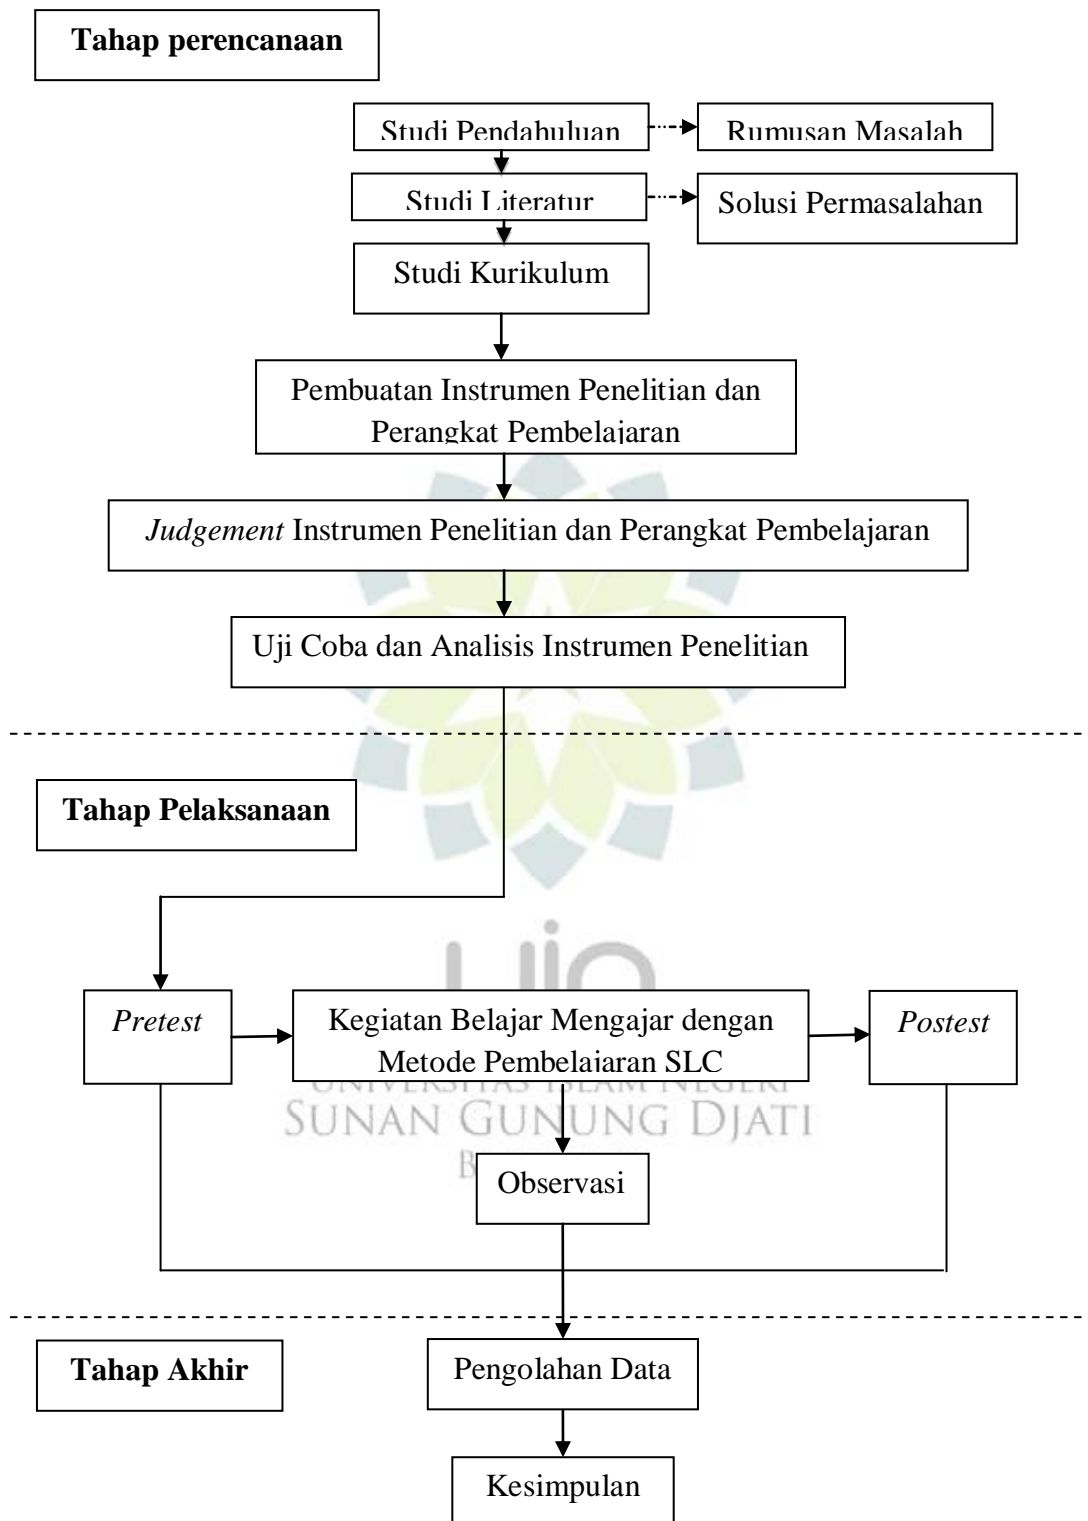 Tahap perencanaan
Studi Pendahuluan
Rumusan Masalah
Studi Literatur
Solusi Permasalahan
Studi Kurikulum
Pembuatan Instrumen Penelitian dan
Perangkat Pembelajaran
Judgement Instrumen Penelitian dan Perangkat Pembelajaran
Uji Coba dan Analisis Instrumen Penelitian
Tahap Pelaksanaan
uin
Pretest
Kegiatan Belajar Mengajar dengan
Metode Pembelajaran SLC
Postest
UNIVERSITAS ISLAM NEGERI
SUNAN GUNUNG DJATI
Observasi
Tahap Akhir
Pengolahan Data
Kesimpulan